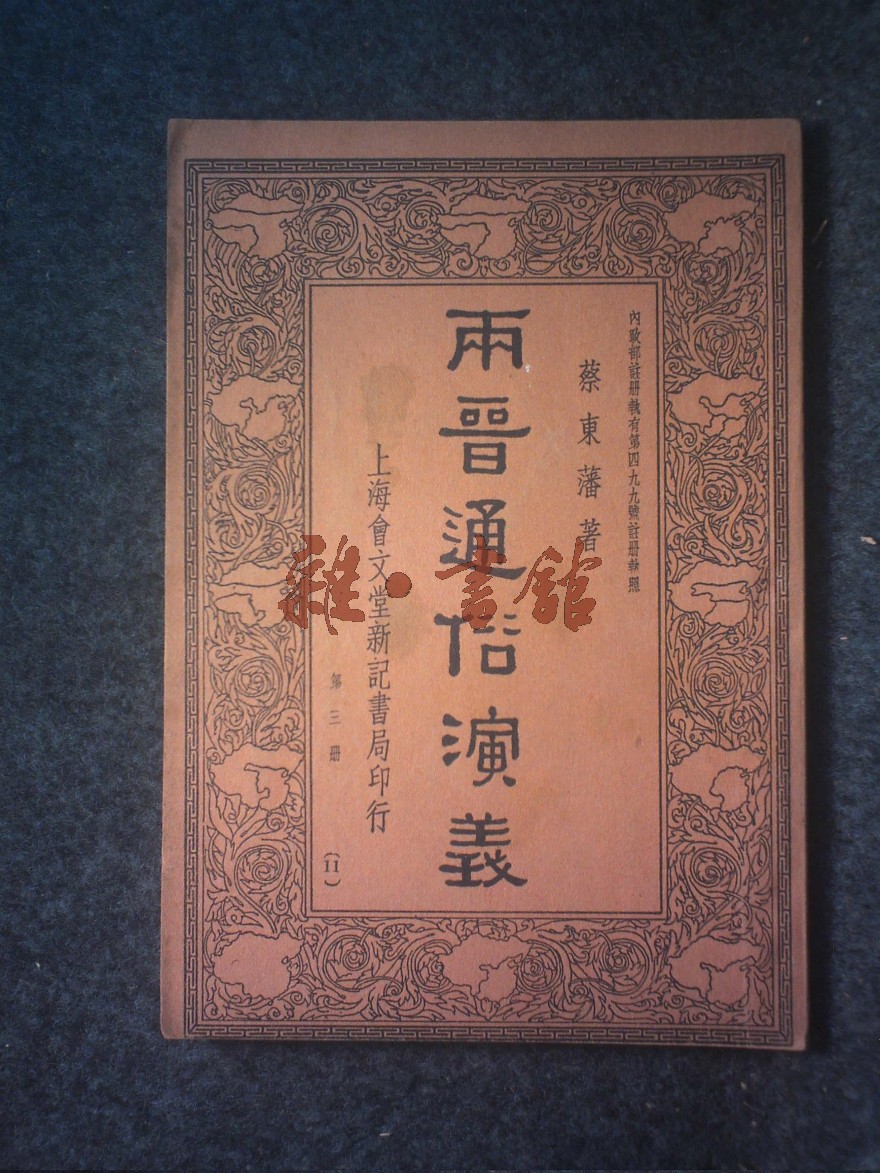 內政部註册執有第四九九號註册執照
蔡東藩著
兩晉通俗演義
上海會文堂新記書局印行
第三册
(11)
雜·書館